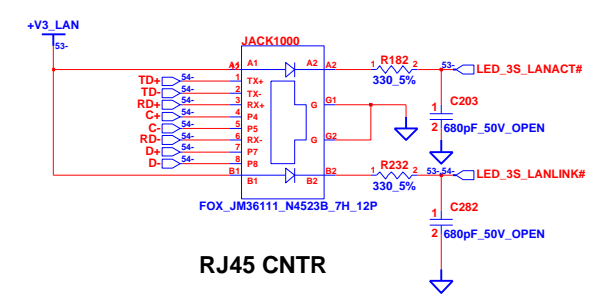 +V3_LAN
53-
JACK1000
A1 A1 A2 A2
R182
1 2
330_5%
53-
LED_3S_LANACT#
TD+ 54- 1 TX+
TD- 54- 2 TX-
RD+ 54- 3 RX+ G1
C+ 54- 4 P4 G
C- 54- 5 P5
RD- 54- 6 RX- G G2
D+ 54- 7 P7
D- 54- 8 P8
C203
1
2
680pF_50V_OPEN
B1 B1 B2 B2
R232
1 2
330_5%
53- 54-
LED_3S_LANLINK#
FOX_JM36111_N4523B_7H_12P
C282
1
2
680pF_50V_OPEN
RJ45 CNTR